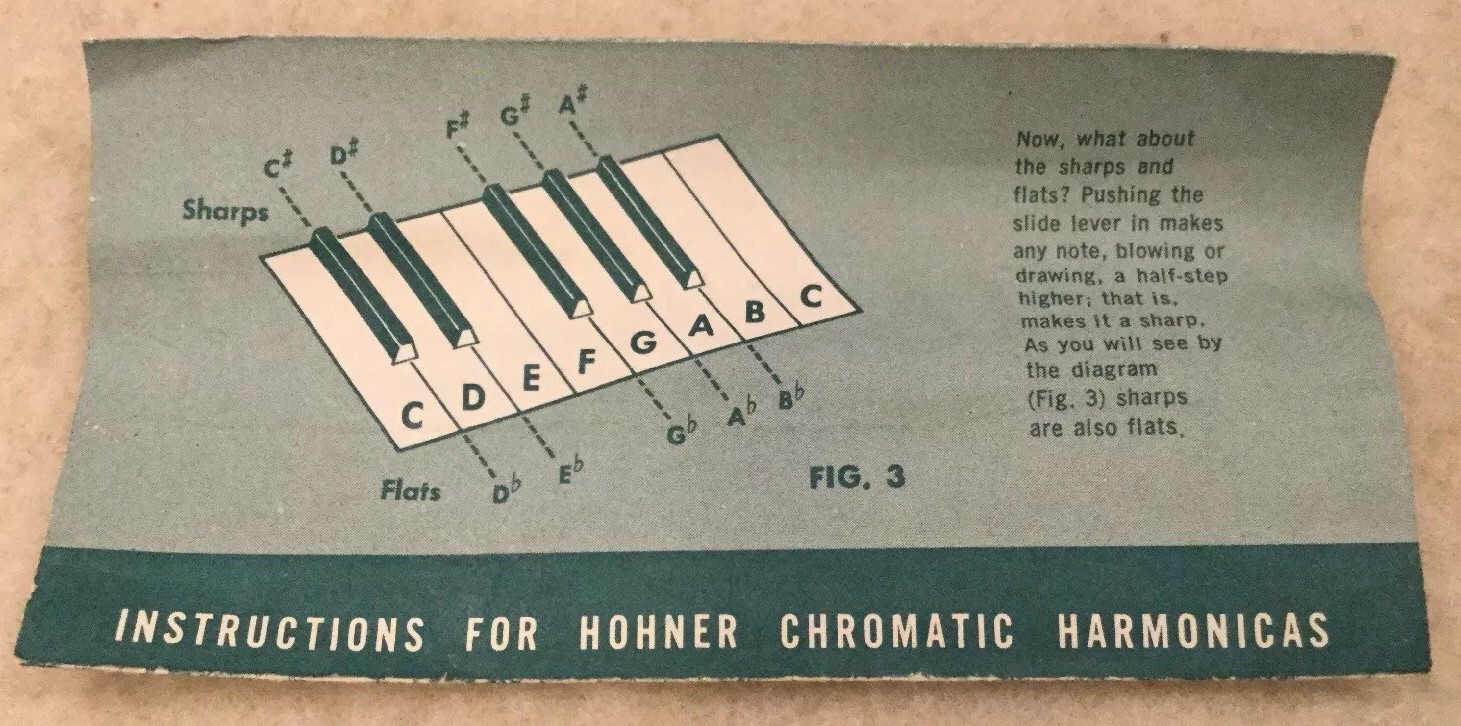 C♯ D♯ F♯ G♯ A♯
Sharps
C D E F G A B C
Flats D♭ E♭ G♭ A♭ B♭
FIG. 3
Now, what about
the sharps and
flats? Pushing the
slide lever in makes
any note, blowing or
drawing, a half-step
higher; that is,
makes it a sharp.
As you will see by
the diagram
(Fig. 3) sharps
are also flats.
INSTRUCTIONS FOR HOHNER CHROMATIC HARMONICAS